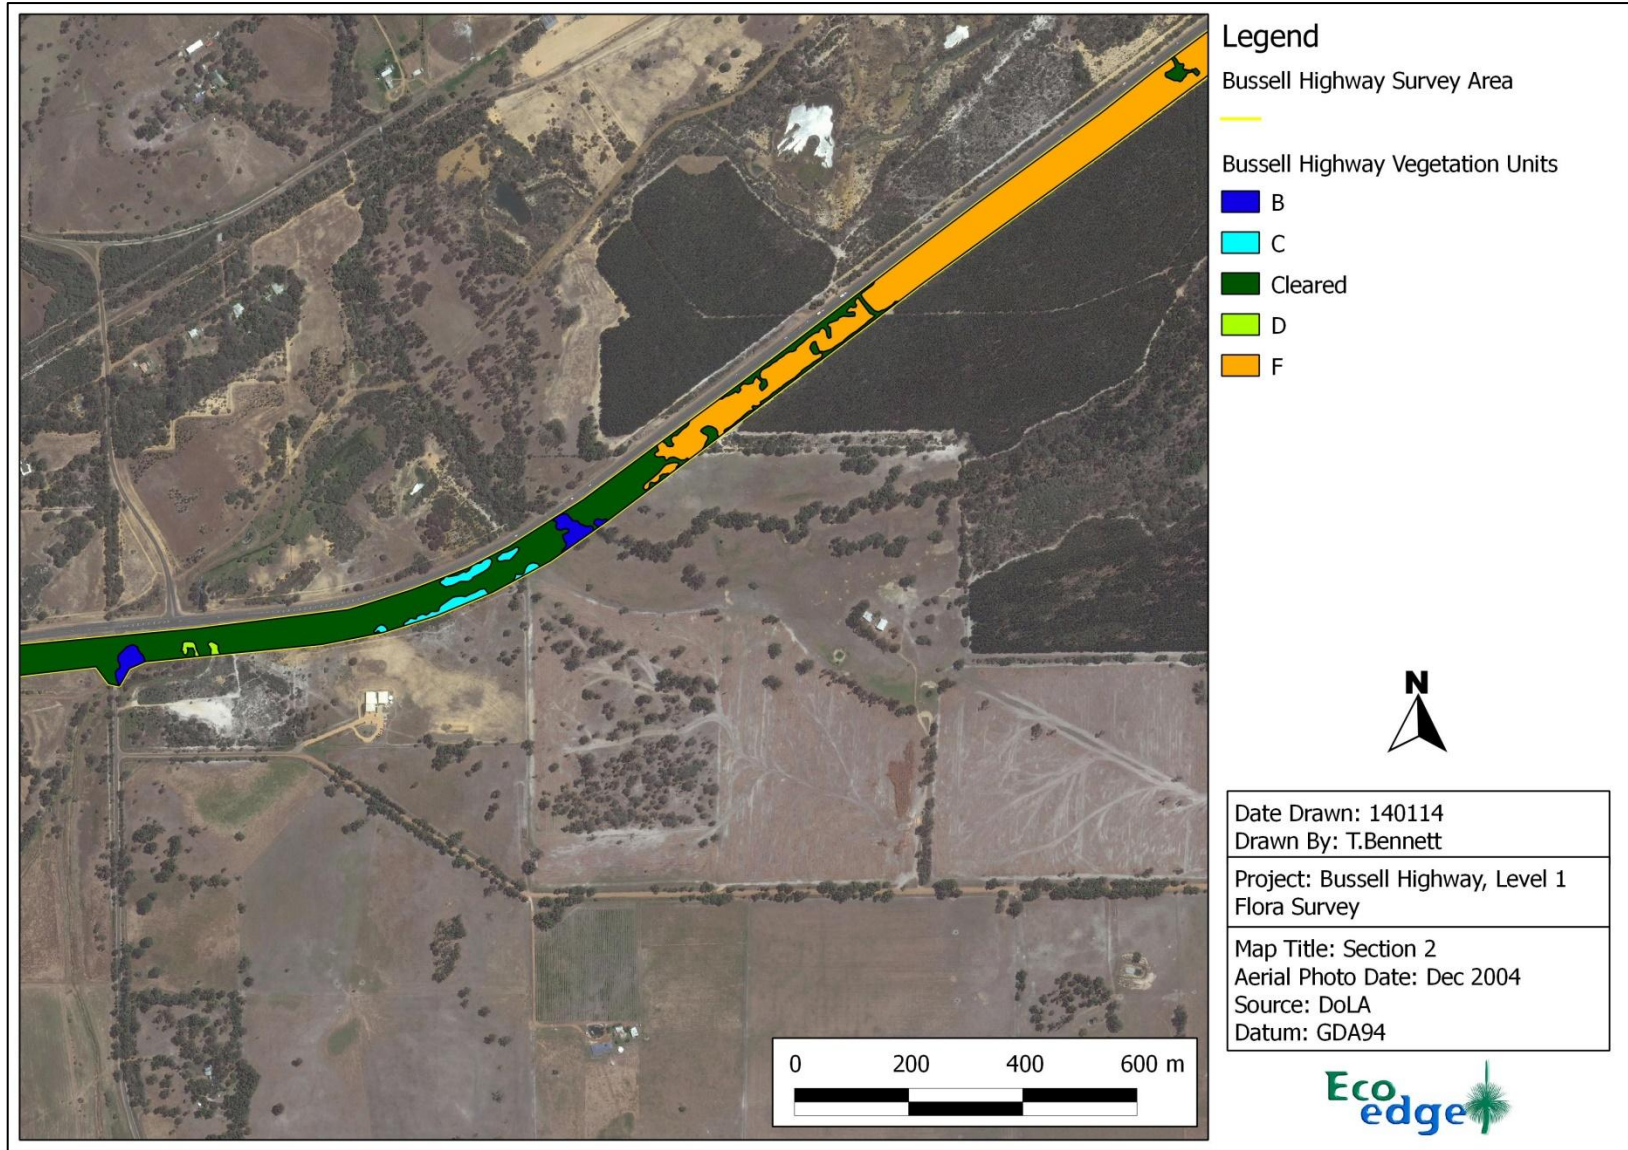 Legend
Bussell Highway Survey Area
Bussell Highway Vegetation Units
B
C
Cleared
D
F
N
Date Drawn: 140114
Drawn By: T.Bennett
Project: Bussell Highway, Level 1
Flora Survey
Map Title: Section 2
Aerial Photo Date: Dec 2004
Source: DoLA
Datum: GDA94
0 200 400 600 m
Eco
edge